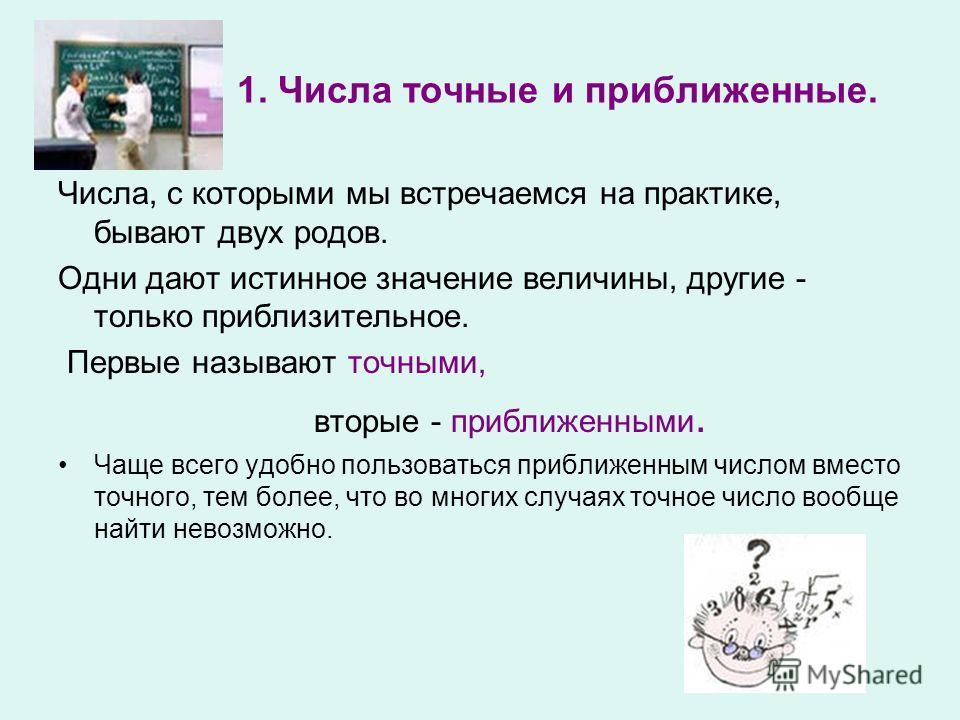 1. Числа точные и приближенные.
Числа, с которыми мы встречаемся на практике,
бывают двух родов.
Одни дают истинное значение величины, другие -
только приблизительное.
Первые называют точными,
вторые - приближенными.
• Чаще всего удобно пользоваться приближенным числом вместо
точного, тем более, что во многих случаях точное число вообще
найти невозможно.
MyShared